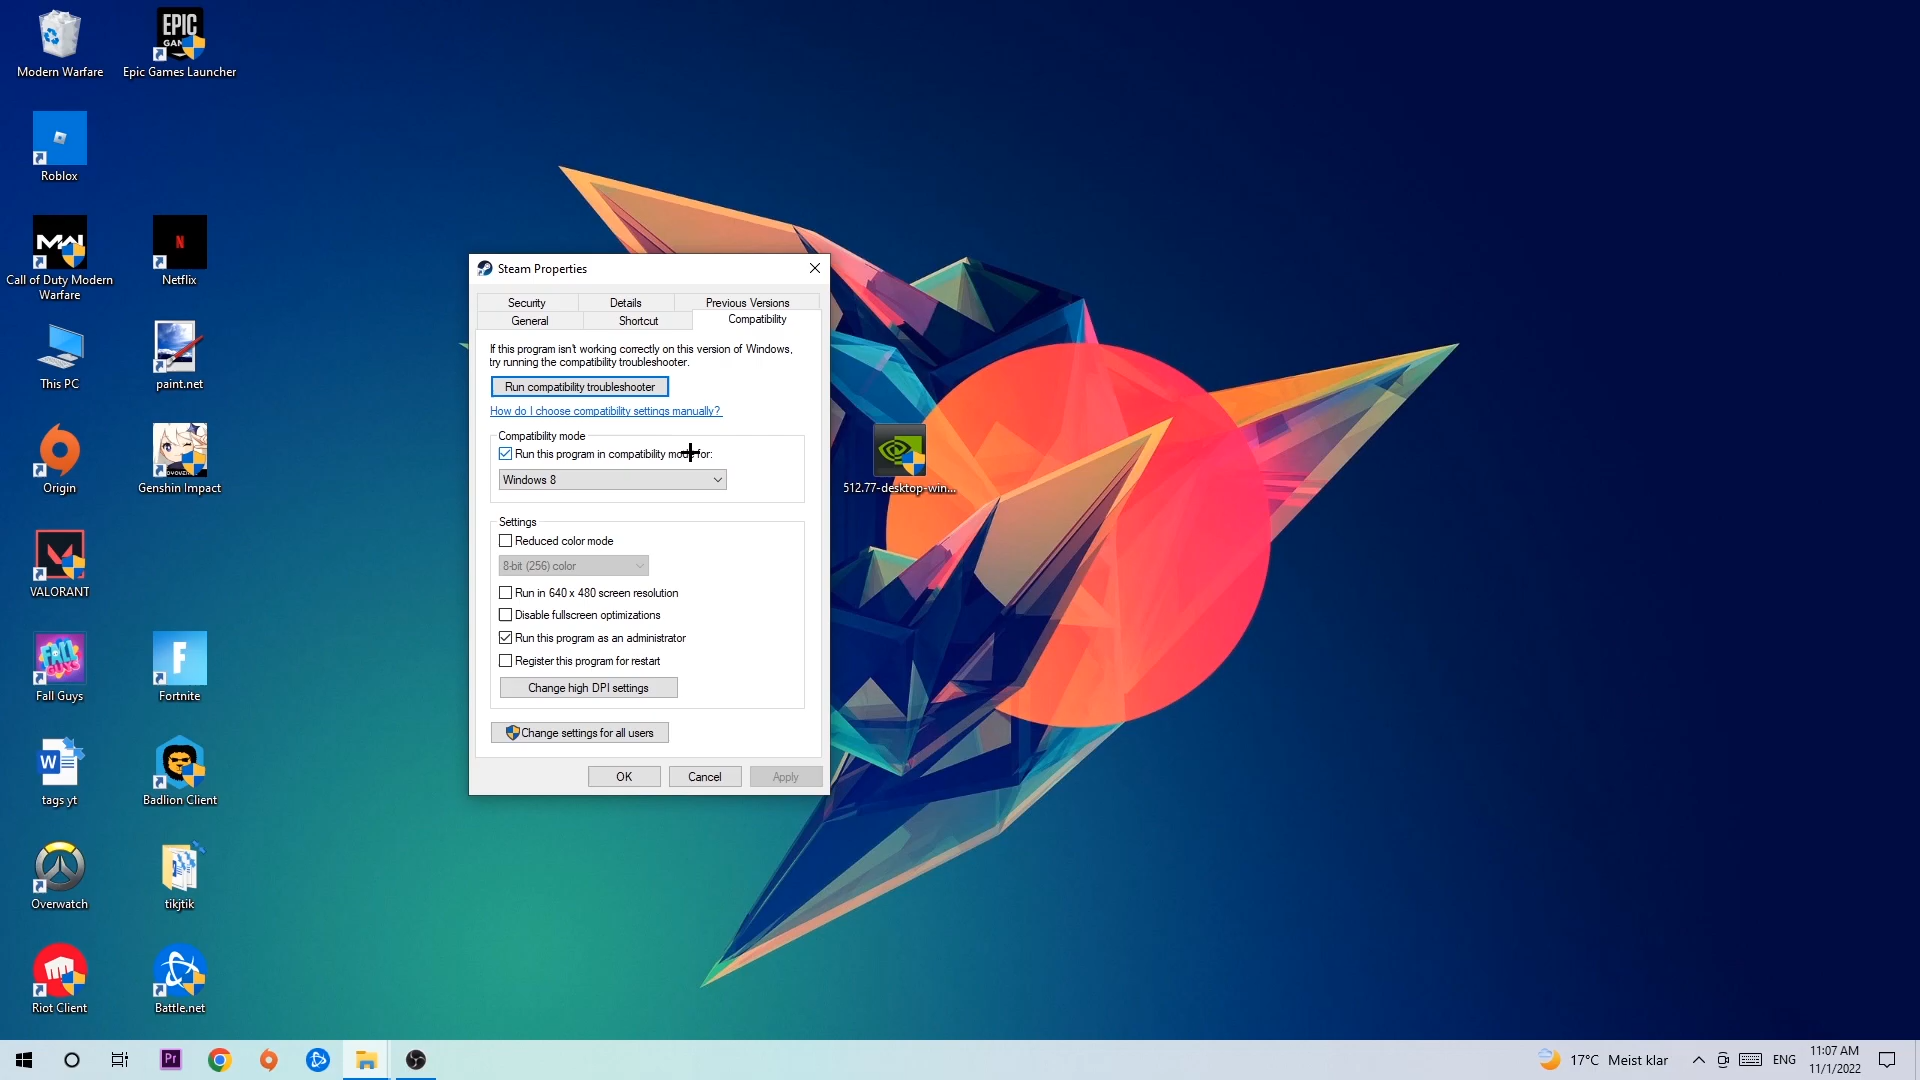 Modern Warfare
EPIC
GAMES
Epic Games Launcher
Roblox
MW
Call of Duty Modern
Warfare
N
Netflix
This PC
paint.net
Origin
Genshin Impact
VALORANT
FALL
GUYS
Fall Guys
F
Fortnite
W
tags yt
Badlion Client
Overwatch
tikjtik
Riot Client
Battle.net
512.77-desktop-win...
Steam Properties
Security
Details
Previous Versions
General
Shortcut
Compatibility
If this program isn't working correctly on this version of Windows,
try running the compatibility troubleshooter.
Run compatibility troubleshooter
How do I choose compatibility settings manually?
Compatibility mode
Run this program in compatibility mode for:
Windows 8
Settings
Reduced color mode
8-bit (256) color
Run in 640 x 480 screen resolution
Disable fullscreen optimizations
Run this program as an administrator
Register this program for restart
Change high DPI settings
Change settings for all users
OK
Cancel
Apply
Pr
17°C Meist klar
ENG
11:07 AM
11/1/2022